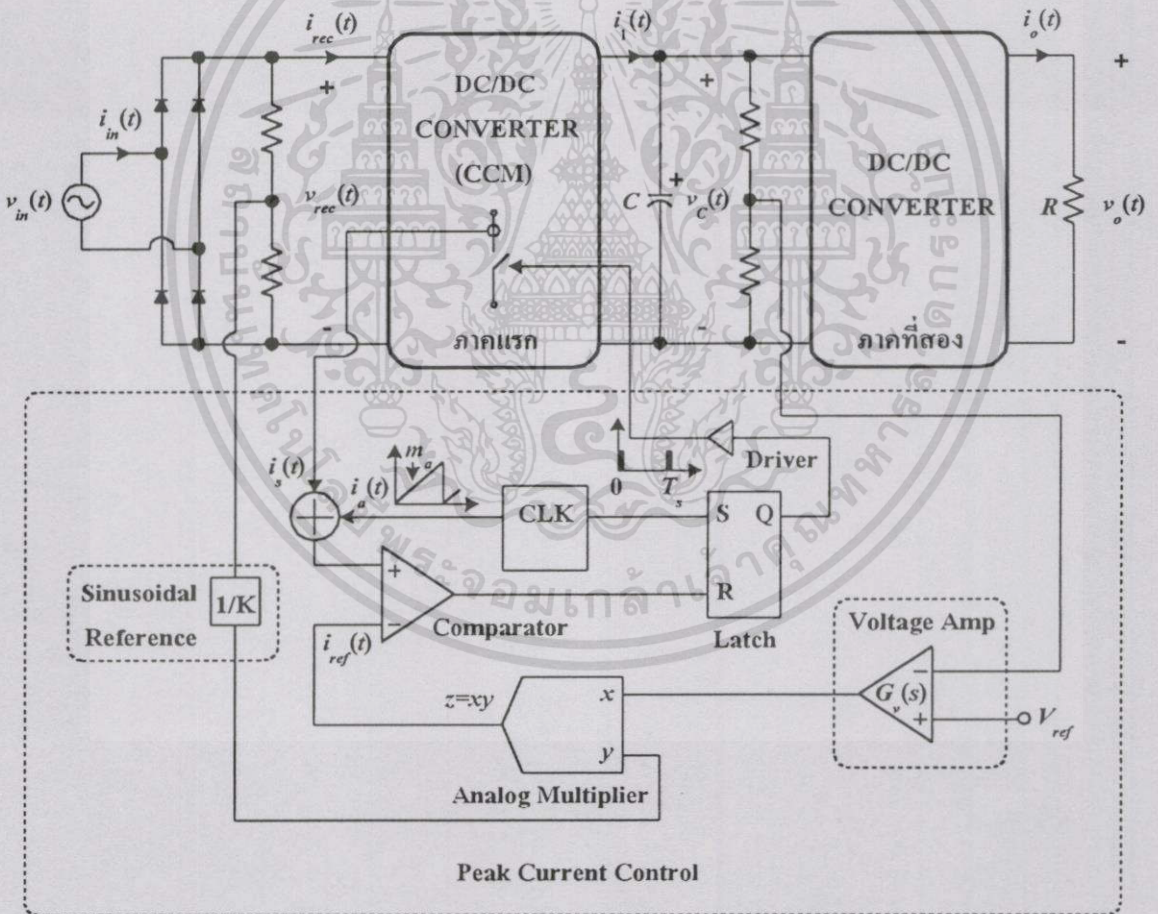 i_rec(t)
i_1(t)
i_o(t)
+
+
+
DC/DC
CONVERTER
(CCM)
DC/DC
CONVERTER
i_in(t)
v_in(t)
v_rec(t)
C
+
v_C(t)
R
v_o(t)
-
-
-
ภาคแรก
ภาคที่สอง
i_s(t)
m_a
i_a(t)
0
T_s
Driver
CLK
S
Q
R
Latch
Sinusoidal
Reference
1/K
+
-
Comparator
i_ref(t)
Voltage Amp
G_v(s)
-
+
V_ref
z=xy
x
y
Analog Multiplier
Peak Current Control